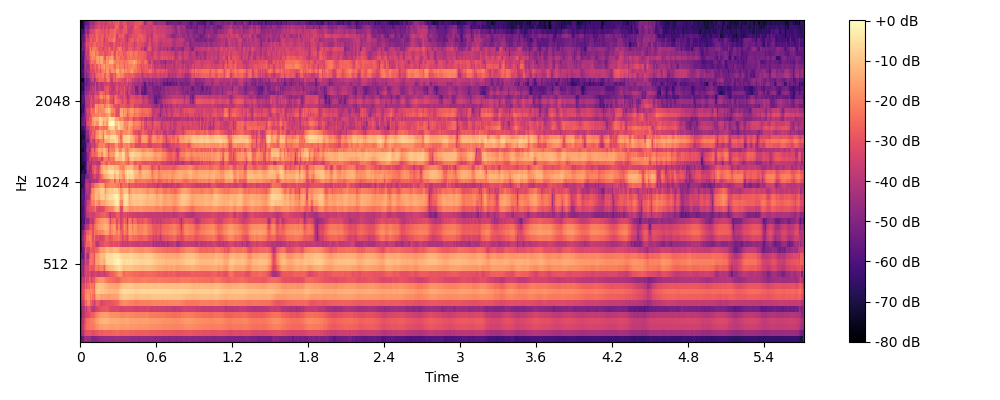 2048
1024
512
Hz
0 0.6 1.2 1.8 2.4 3 3.6 4.2 4.8 5.4
Time
+0 dB
-10 dB
-20 dB
-30 dB
-40 dB
-50 dB
-60 dB
-70 dB
-80 dB